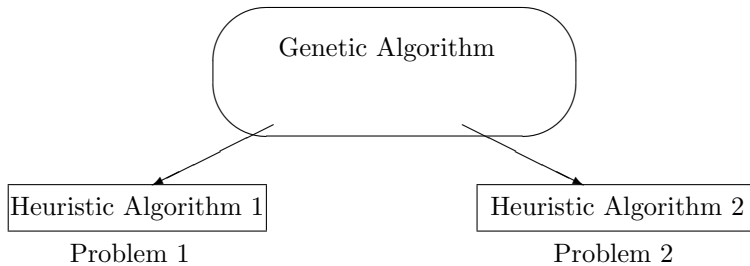 Genetic Algorithm
Heuristic Algorithm 1
Heuristic Algorithm 2
Problem 1
Problem 2